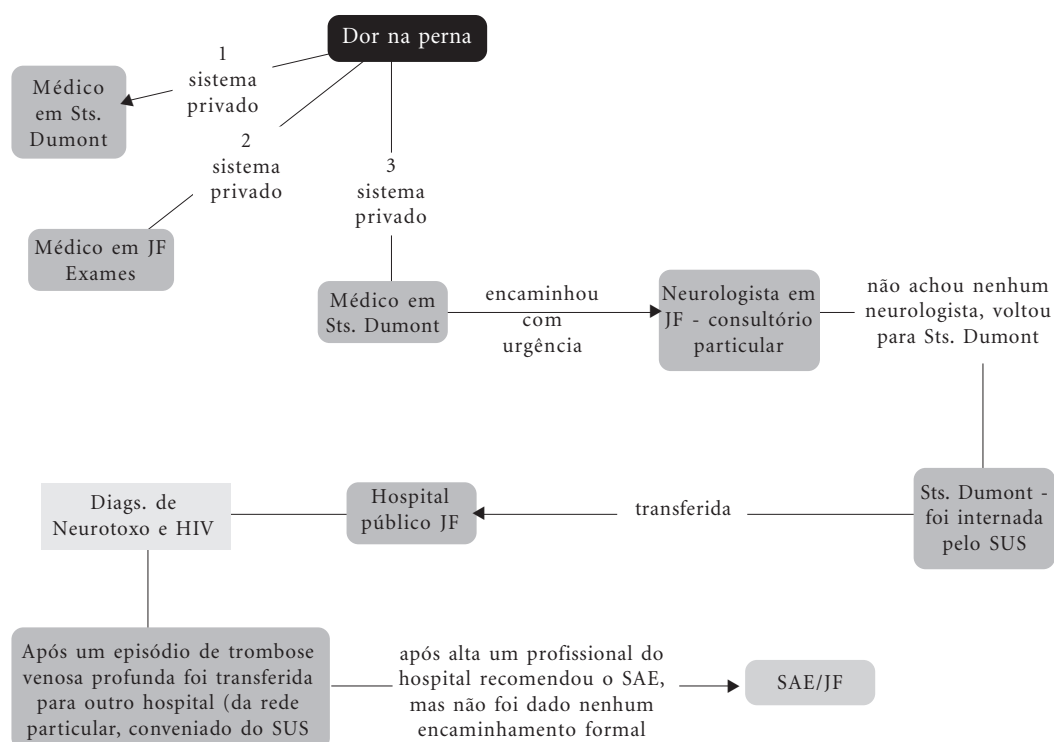 Dor na perna
1
sistema
privado
Médico
em Sts.
Dumont
2
sistema
privado
3
sistema
privado
Médico em JF
Exames
Médico em
Sts. Dumont
encaminhou
com
urgência
Neurologista em
JF - consultório
particular
não achou nenhum
neurologista, voltou
para Sts. Dumont
Sts. Dumont -
foi internada
pelo SUS
transferida
Hospital
público JF
Diags. de
Neurotoxo e HIV
Após um episódio de trombose
venosa profunda foi transferida
para outro hospital (da rede
particular, conveniado do SUS
após alta um profissional do
hospital recomendou o SAE,
mas não foi dado nenhum
encaminhamento formal
SAE/JF